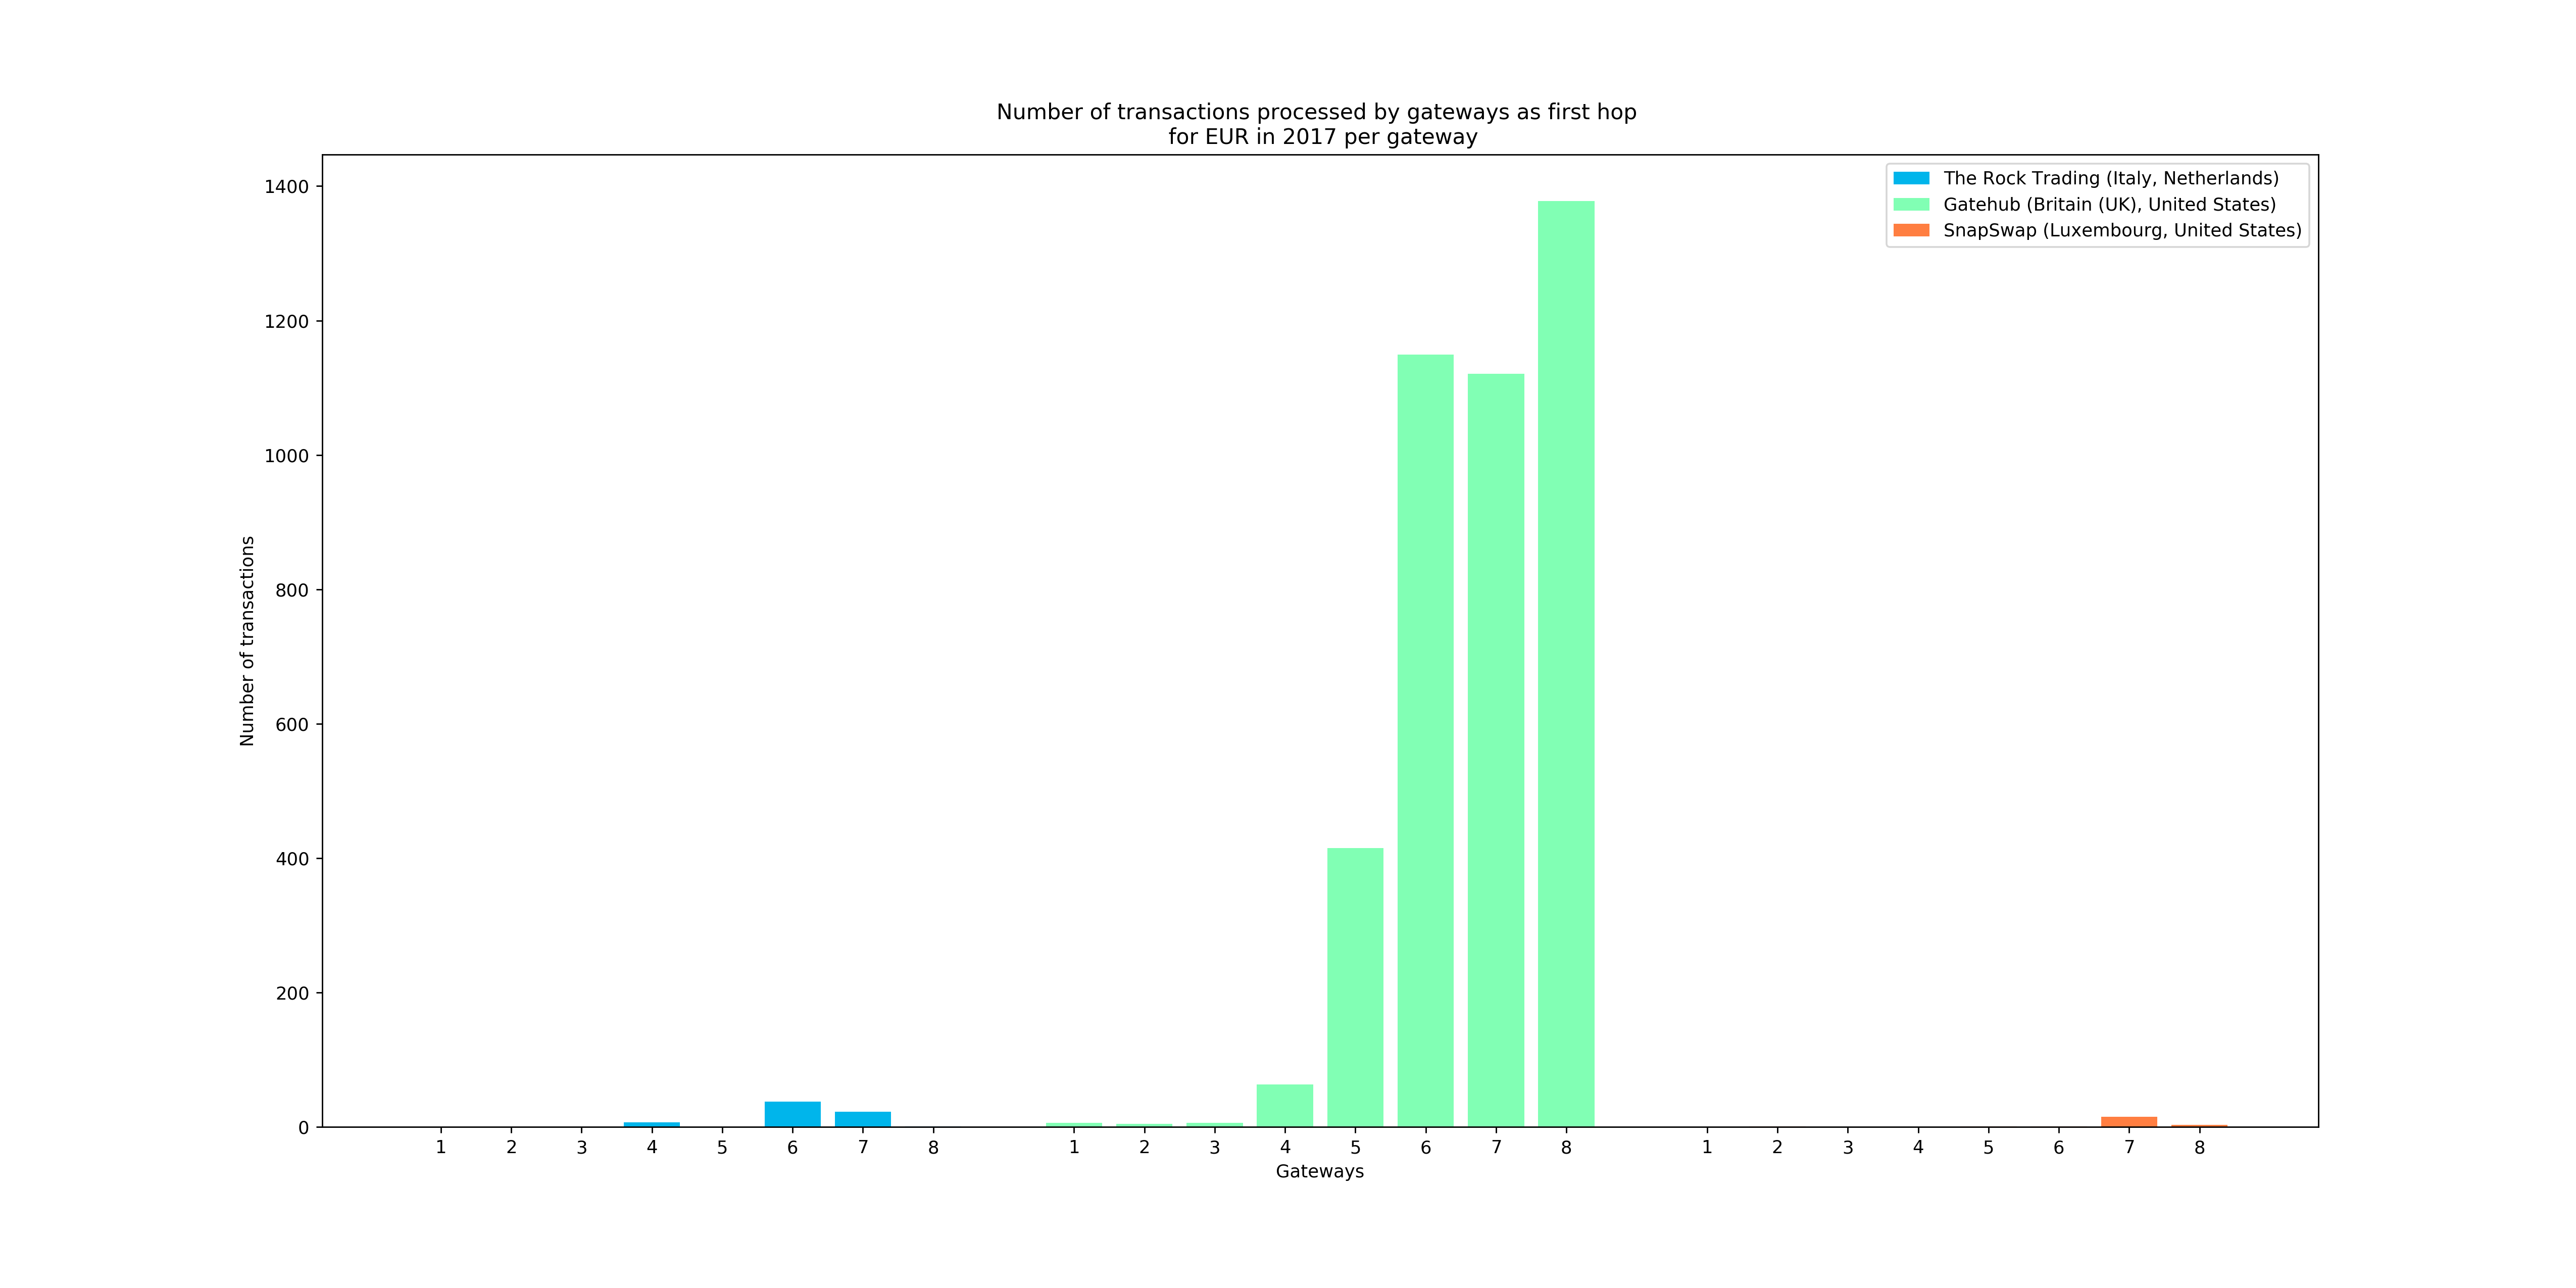 Number of transactions processed by gateways as first hop
for EUR in 2017 per gateway
The Rock Trading (Italy, Netherlands)
Gatehub (Britain (UK), United States)
SnapSwap (Luxembourg, United States)
Number of transactions
1400
1200
1000
800
600
400
200
0
1 2 3 4 5 6 7 8 1 2 3 4 5 6 7 8 1 2 3 4 5 6 7 8
Gateways